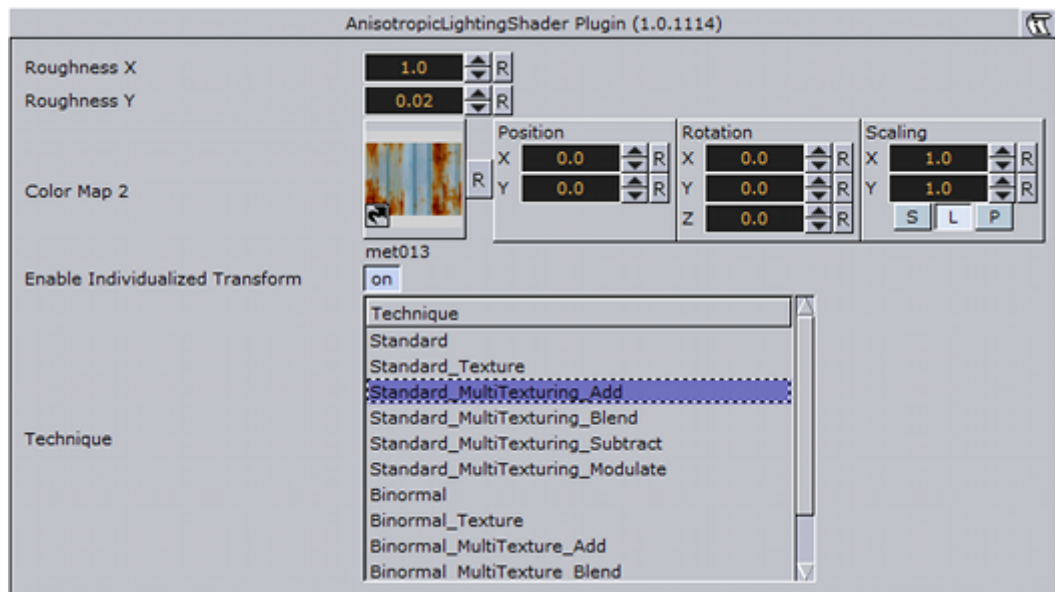 AnisotropicLightingShader Plugin (1.0.1114)
Roughness X 1.0 R
Roughness Y 0.02 R
Color Map 2
R
met013
Position
X 0.0 R
Y 0.0 R
Rotation
X 0.0 R
Y 0.0 R
Z 0.0 R
Scaling
X 1.0 R
Y 1.0 R
S L P
Enable Individualized Transform on
Technique
Technique
Standard
Standard_Texture
Standard_MultiTexturing_Add
Standard_MultiTexturing_Blend
Standard_MultiTexturing_Subtract
Standard_MultiTexturing_Modulate
Binormal
Binormal_Texture
Binormal_MultiTexture_Add
Binormal_MultiTexture_Blend